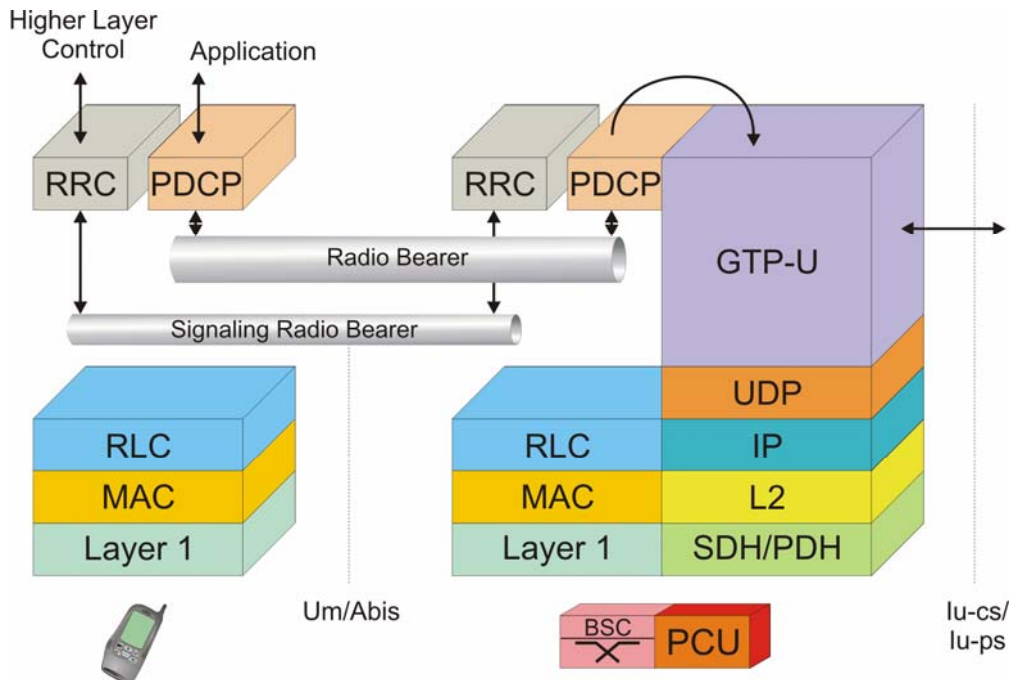 Higher Layer
Control
Application
RRC
PDCP
RRC
PDCP
GTP-U
Radio Bearer
Signaling Radio Bearer
UDP
RLC
RLC
IP
MAC
MAC
L2
Layer 1
Layer 1
SDH/PDH
Um/Abis
BSC
PCU
Iu-cs/
Iu-ps